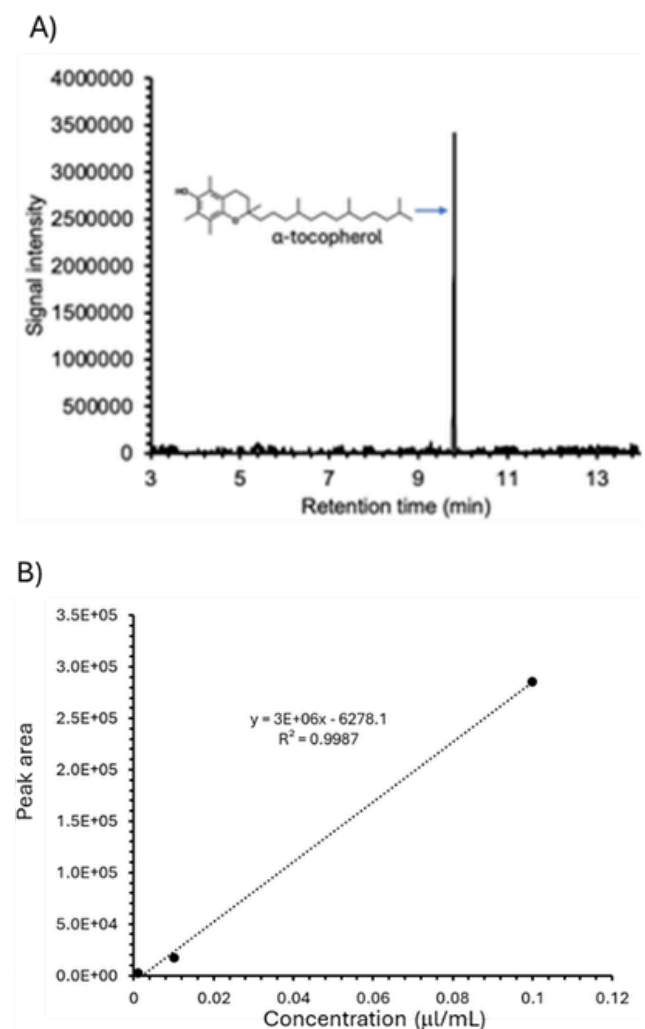 A)
Signal intensity
4000000
3500000
3000000
2500000
2000000
1500000
1000000
500000
0
HO
O
α-tocopherol
3 5 7 9 11 13
Retention time (min)
B)
Peak area
3.5E+05
3.0E+05
2.5E+05
2.0E+05
1.5E+05
1.0E+05
5.0E+04
0.0E+00
y = 3E+06x - 6278.1
R² = 0.9987
0 0.02 0.04 0.06 0.08 0.1 0.12
Concentration (µl/mL)